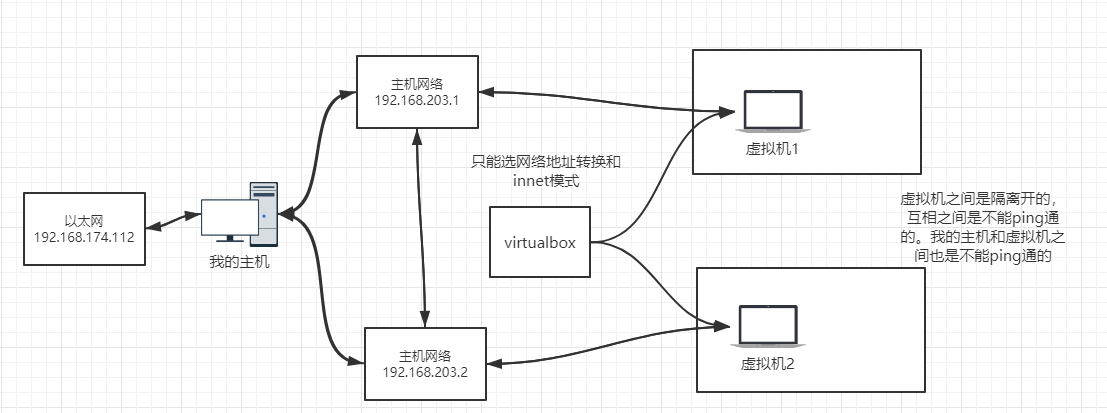 主机网络
192.168.203.1
虚拟机1
只能选网络地址转换和
innet模式
以太网
192.168.174.112
我的主机
virtualbox
虚拟机之间是隔离开的，
互相之间是不能ping通
的。我的主机和虚拟机之
间也是不能ping通的
主机网络
192.168.203.2
虚拟机2